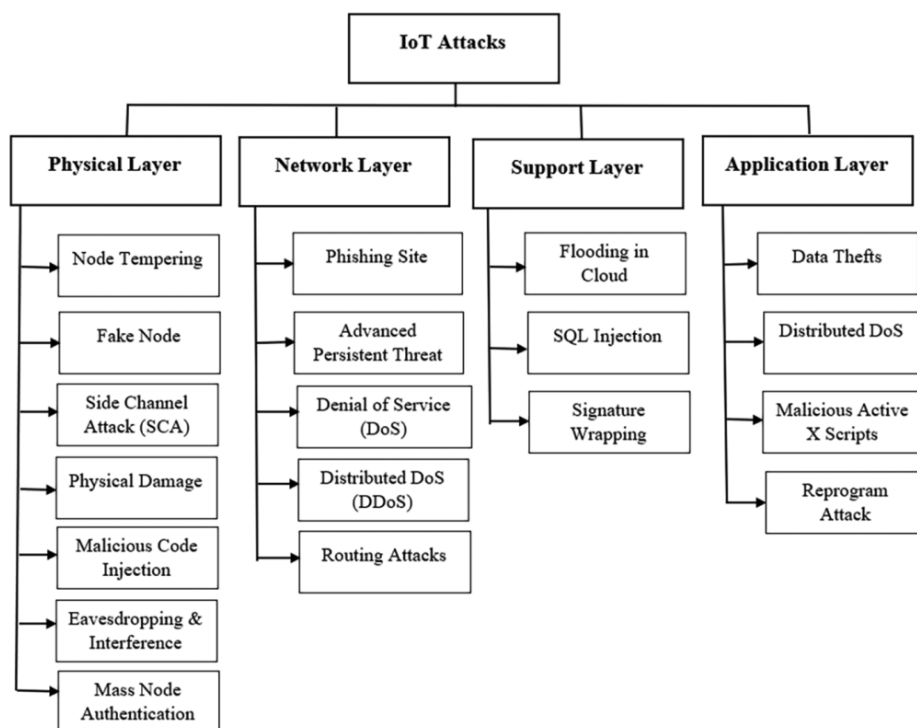 IoT Attacks
Physical Layer
Node Tempering
Fake Node
Side Channel
Attack (SCA)
Physical Damage
Malicious Code
Injection
Eavesdropping &
Interference
Mass Node
Authentication
Network Layer
Phishing Site
Advanced
Persistent Threat
Denial of Service
(DoS)
Distributed DoS
(DDoS)
Routing Attacks
Support Layer
Flooding in
Cloud
SQL Injection
Signature
Wrapping
Application Layer
Data Thefts
Distributed DoS
Malicious Active
X Scripts
Reprogram
Attack